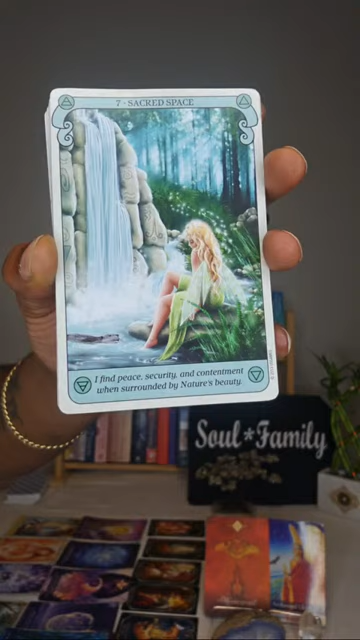 7 - SACRED SPACE
I find peace, security, and contentment
when surrounded by Nature's beauty.
Soul*Family